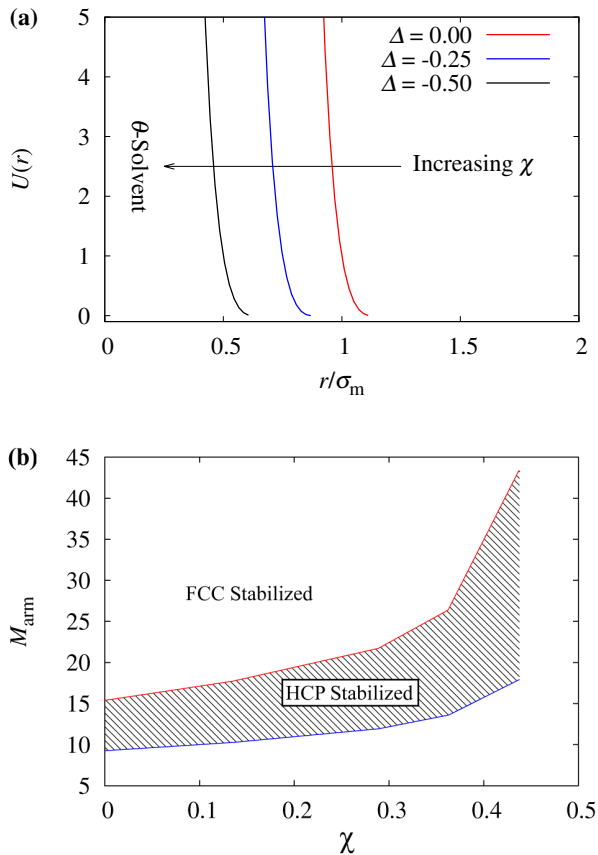 (a)
5
4
3
2
1
0
U(r)
Δ = 0.00
Δ = -0.25
Δ = -0.50
θ-Solvent
Increasing χ
0
0.5
1
1.5
2
r/σm
(b)
45
40
35
30
25
20
15
10
5
Marm
FCC Stabilized
HCP Stabilized
0
0.1
0.2
0.3
0.4
0.5
χ